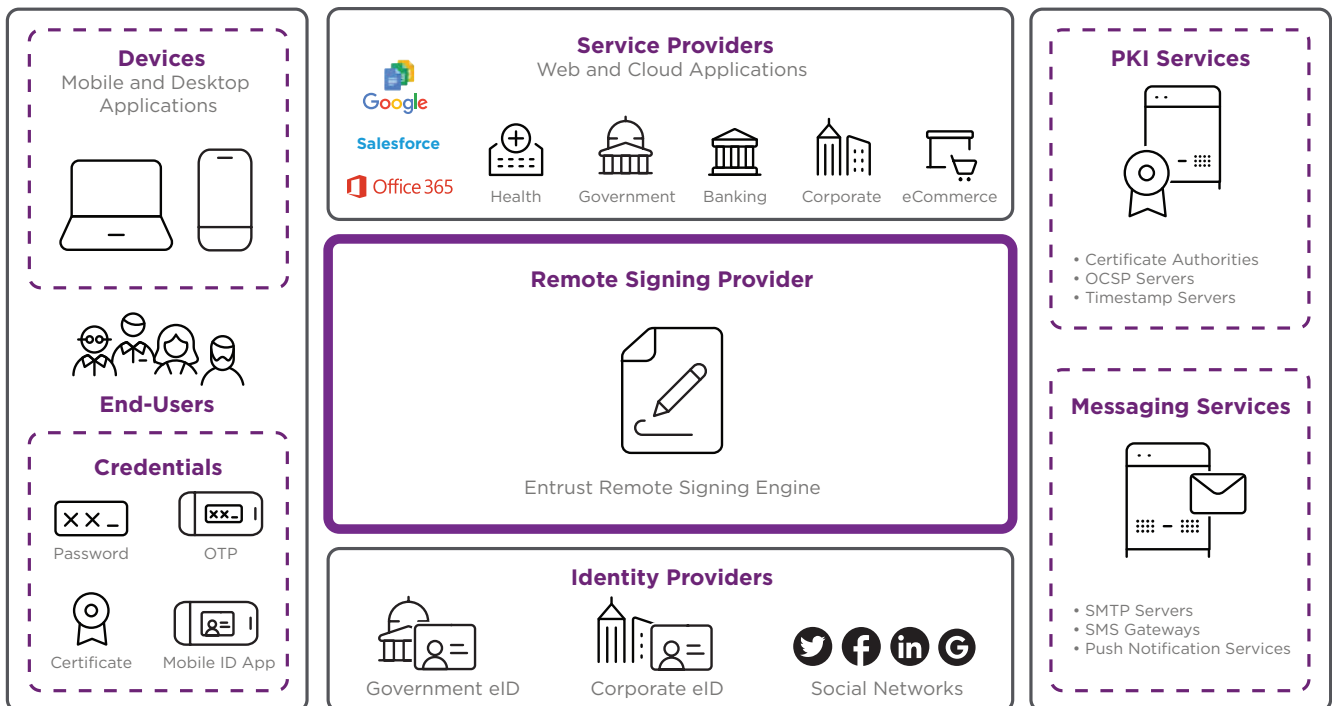 Devices
Mobile and Desktop
Applications
End-Users
Credentials
×× _
Password
××_
OTP
Certificate
Mobile ID App
Service Providers
Web and Cloud Applications
Google
Salesforce
Office 365
Health
Government
Banking
Corporate
eCommerce
Remote Signing Provider
Entrust Remote Signing Engine
Identity Providers
Government eID
Corporate eID
f
in
G
Social Networks
PKI Services
• Certificate Authorities
• OCSP Servers
• Timestamp Servers
Messaging Services
• SMTP Servers
• SMS Gateways
• Push Notification Services